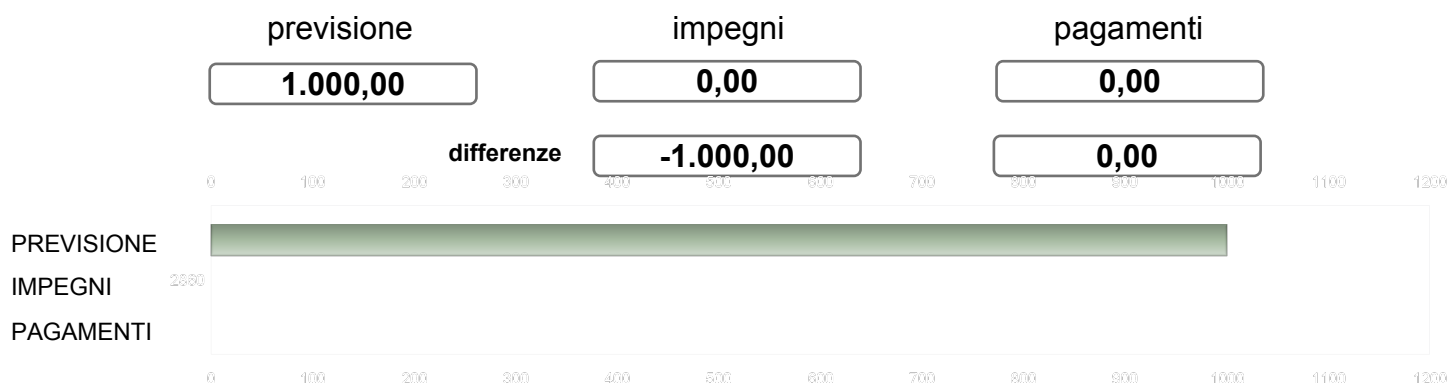 previsione impegni pagamenti
1.000,00 0,00 0,00
differenze -1.000,00 0,00
0 100 200 300 400 500 600 700 800 900 1000 1100 1200
PREVISIONE
IMPEGNI 2860
PAGAMENTI
0 100 200 300 400 500 600 700 800 900 1000 1100 1200